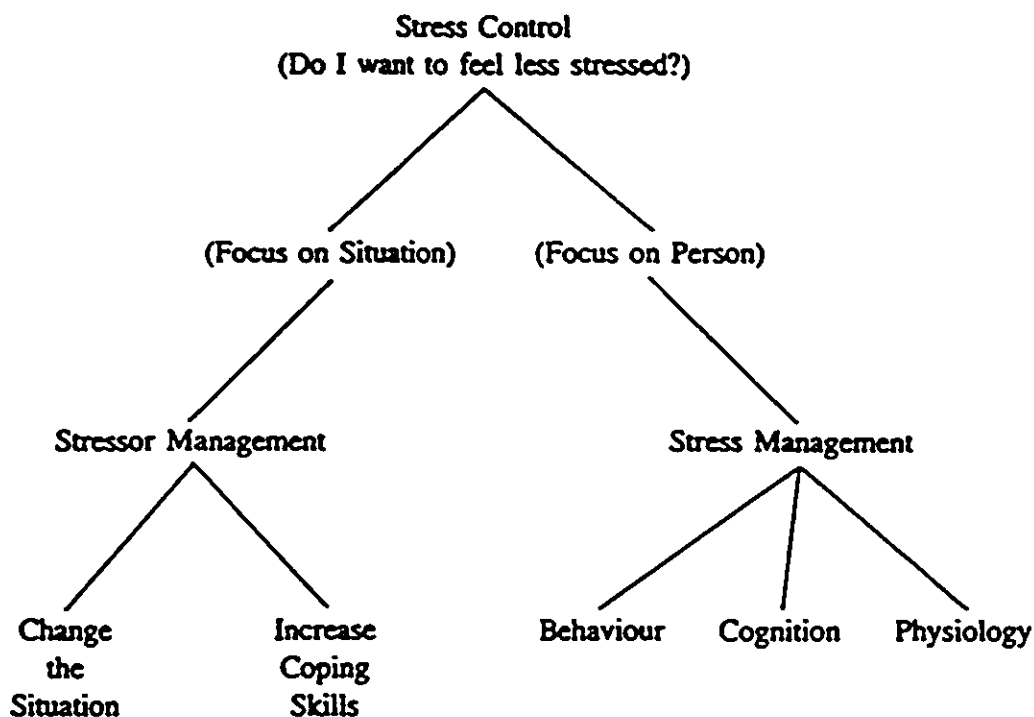 Stress Control
(Do I want to feel less stressed?)
(Focus on Situation) (Focus on Person)
Stressor Management Stress Management
Change
the
Situation
Increase
Coping
Skills
Behaviour Cognition Physiology